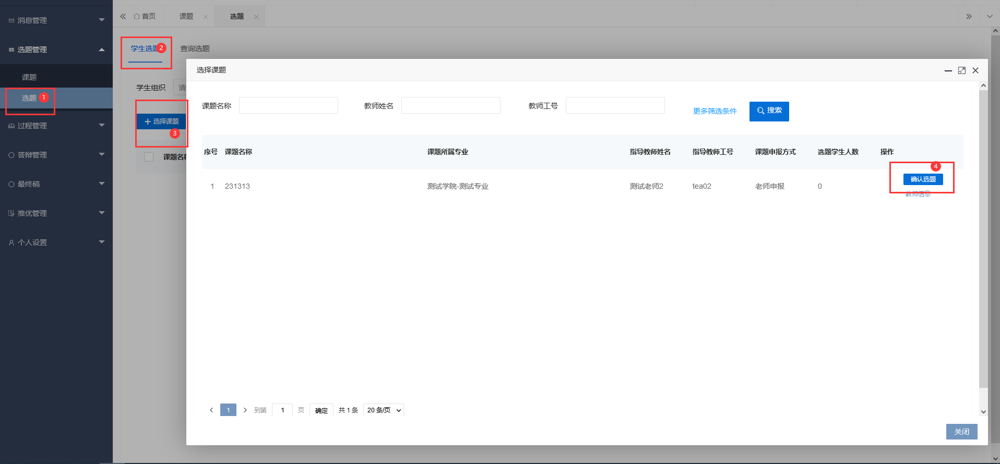 消息管理
选题管理
课题
选题 1
过程管理
答辩管理
最终稿
推优管理
个人设置
首页 课题 选题
学生选题 2 查询选题
学生组织 请
选择课题
3
课题名称
选择课题
课题名称 教师姓名 教师工号 更多筛选条件 搜索
序号 课题名称 课题所属专业 指导教师姓名 指导教师工号 课题申报方式 选题学生人数 操作
4
1 231313 测试学院-测试专业 测试老师2 tea02 老师申报 0 确认选题
教师信息
1 到第 1 页 确定 共 1 条 20 条/页
关闭